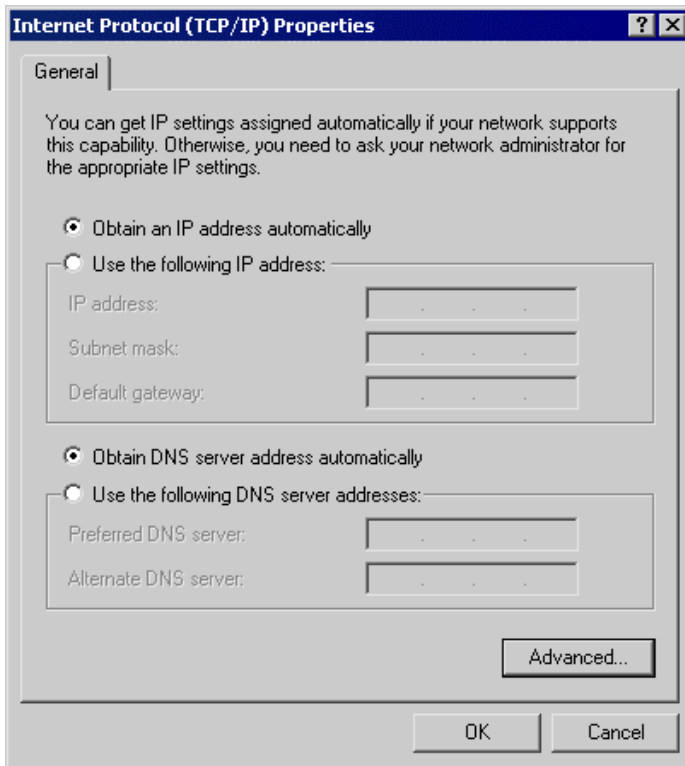 Internet Protocol (TCP/IP) Properties
General
You can get IP settings assigned automatically if your network supports
this capability. Otherwise, you need to ask your network administrator for
the appropriate IP settings.
Obtain an IP address automatically
Use the following IP address:
IP address:
Subnet mask:
Default gateway:
Obtain DNS server address automatically
Use the following DNS server addresses:
Preferred DNS server:
Alternate DNS server:
Advanced...
OK Cancel